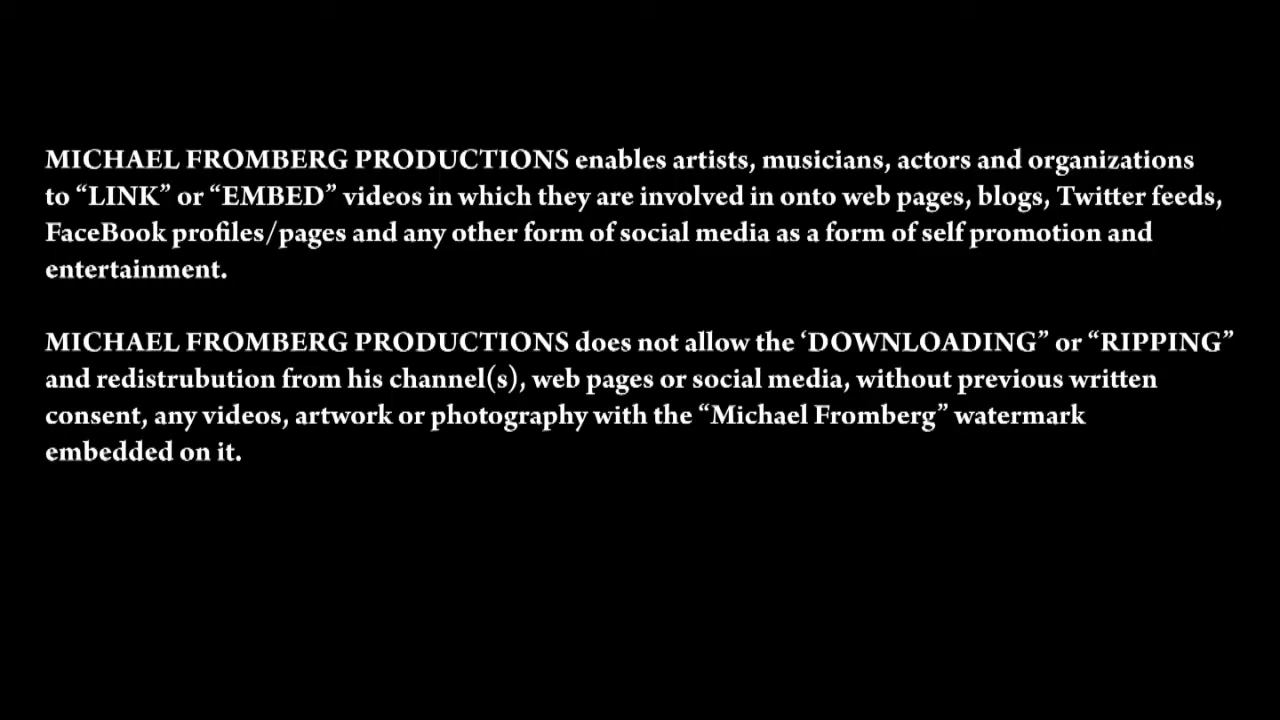 MICHAEL FROMBERG PRODUCTIONS enables artists, musicians, actors and organizations
to “LINK” or “EMBED” videos in which they are involved in onto web pages, blogs, Twitter feeds,
FaceBook profiles/pages and any other form of social media as a form of self promotion and
entertainment.
MICHAEL FROMBERG PRODUCTIONS does not allow the ‘DOWNLOADING” or “RIPPING”
and redistrubution from his channel(s), web pages or social media, without previous written
consent, any videos, artwork or photography with the “Michael Fromberg” watermark
embedded on it.